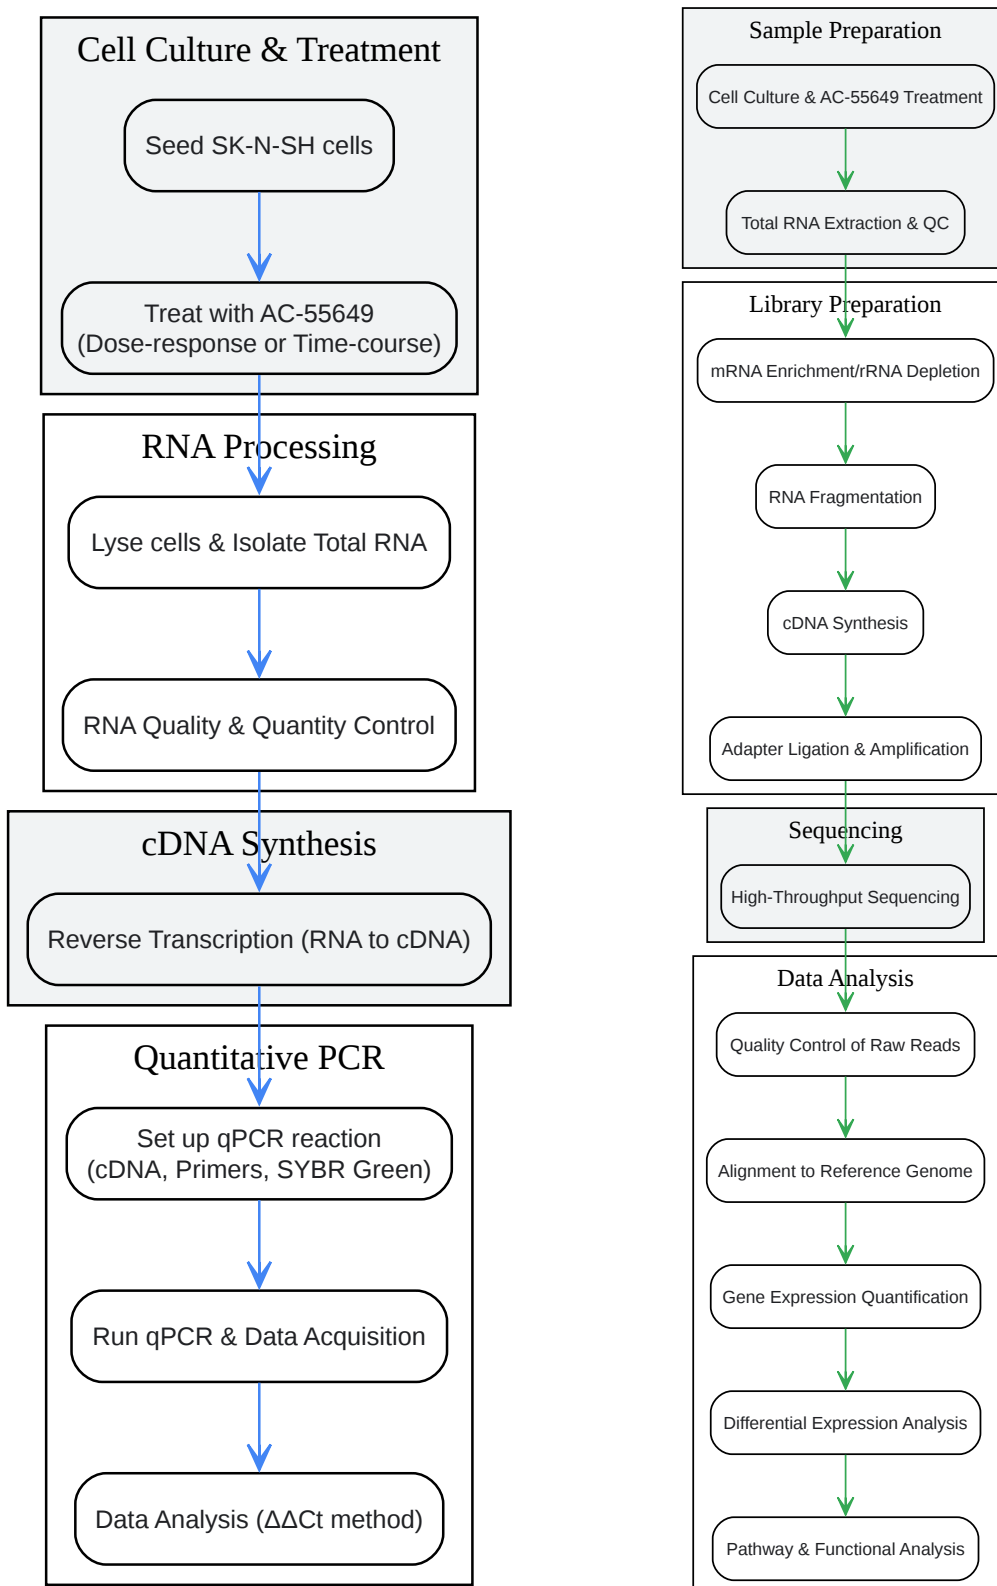 Cell Culture & Treatment
Seed SK-N-SH cells
Treat with AC-55649
(Dose-response or Time-course)
RNA Processing
Lyse cells & Isolate Total RNA
RNA Quality & Quantity Control
cDNA Synthesis
Reverse Transcription (RNA to cDNA)
Quantitative PCR
Set up qPCR reaction
(cDNA, Primers, SYBR Green)
Run qPCR & Data Acquisition
Data Analysis (ΔΔCt method)
Sample Preparation
Cell Culture & AC-55649 Treatment
Total RNA Extraction & QC
Library Preparation
mRNA Enrichment/rRNA Depletion
RNA Fragmentation
cDNA Synthesis
Adapter Ligation & Amplification
Sequencing
High-Throughput Sequencing
Data Analysis
Quality Control of Raw Reads
Alignment to Reference Genome
Gene Expression Quantification
Differential Expression Analysis
Pathway & Functional Analysis